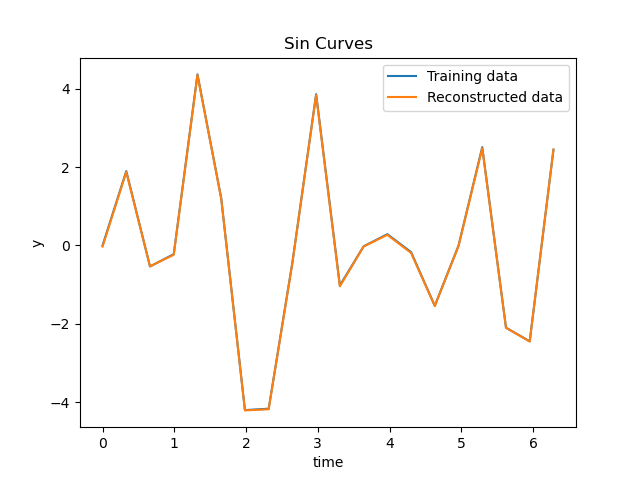 Sin Curves
Training data
Reconstructed data
4
2
0
−2
−4
y
0 1 2 3 4 5 6
time